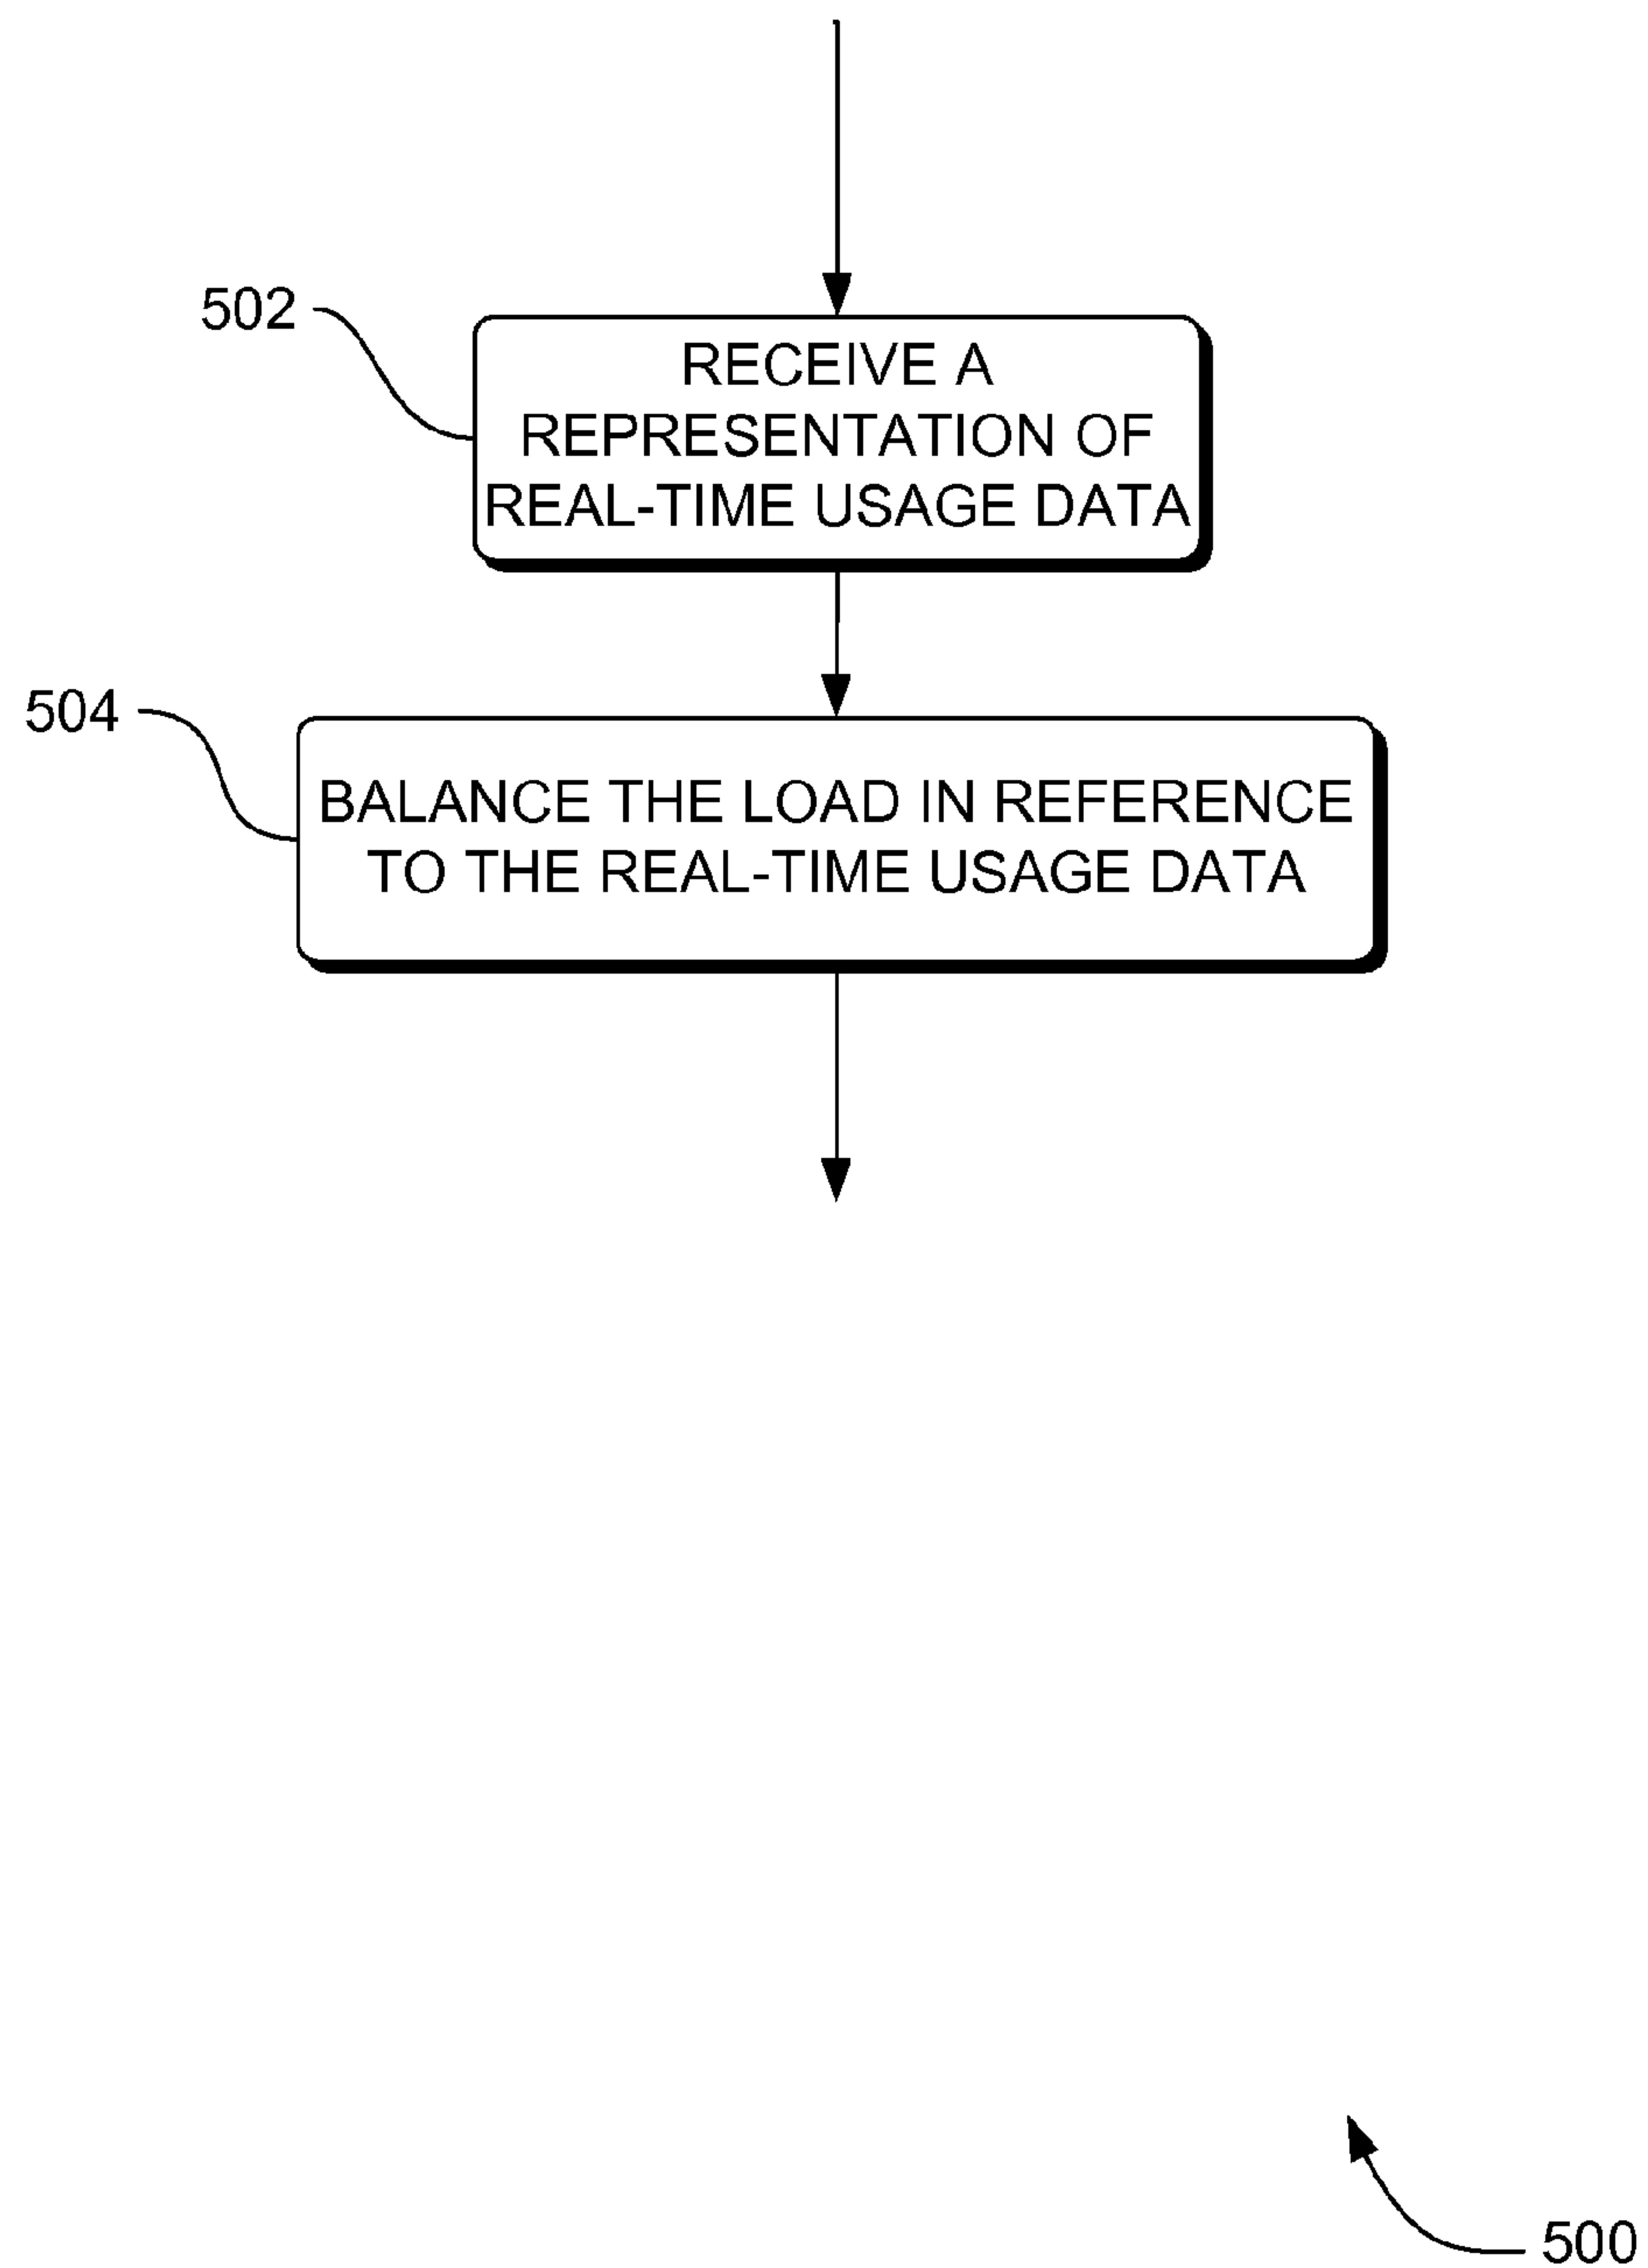 502
RECEIVE A
REPRESENTATION OF
REAL-TIME USAGE DATA
504
BALANCE THE LOAD IN REFERENCE
TO THE REAL-TIME USAGE DATA
500